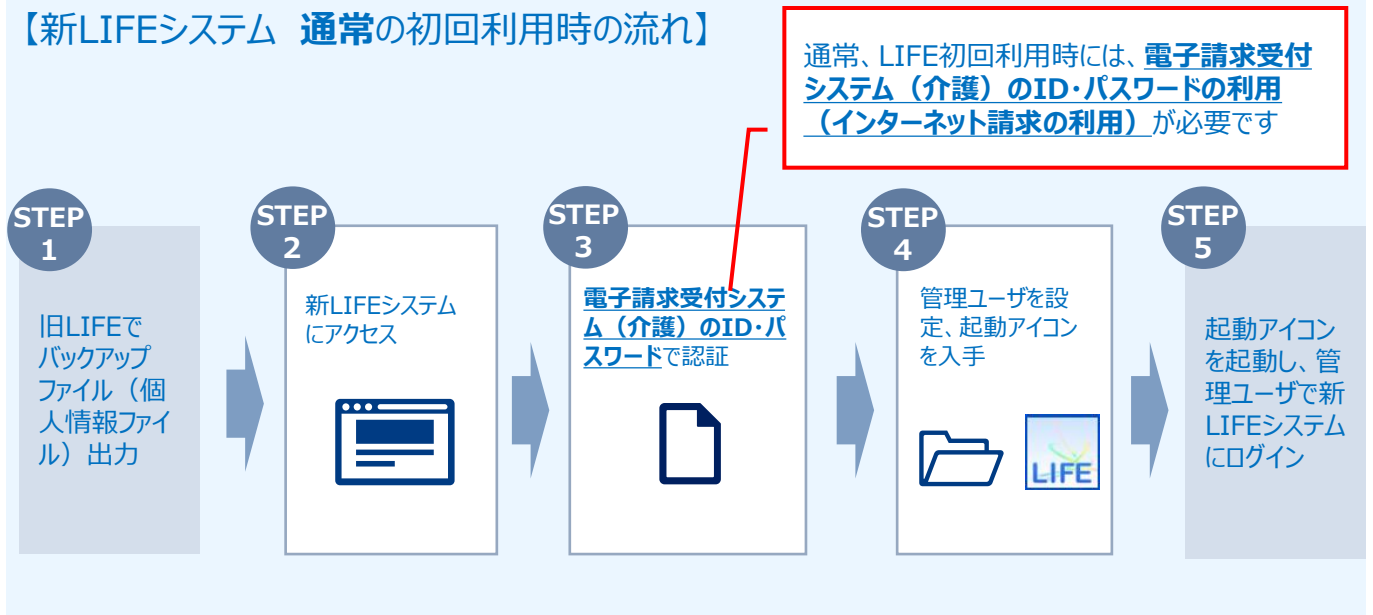 【新LIFEシステム 通常の初回利用時の流れ】
通常、LIFE初回利用時には、電子請求受付
システム（介護）のID・パスワードの利用
（インターネット請求の利用）が必要です
STEP
1
旧LIFEで
バックアップ
ファイル（個
人情報ファイ
ル）出力
STEP
2
新LIFEシステム
にアクセス
STEP
3
電子請求受付システ
ム（介護）のID・パ
スワードで認証
STEP
4
管理ユーザを設
定、起動アイコン
を入手
LIFE
STEP
5
起動アイコン
を起動し、管
理ユーザで新
LIFEシステム
にログイン